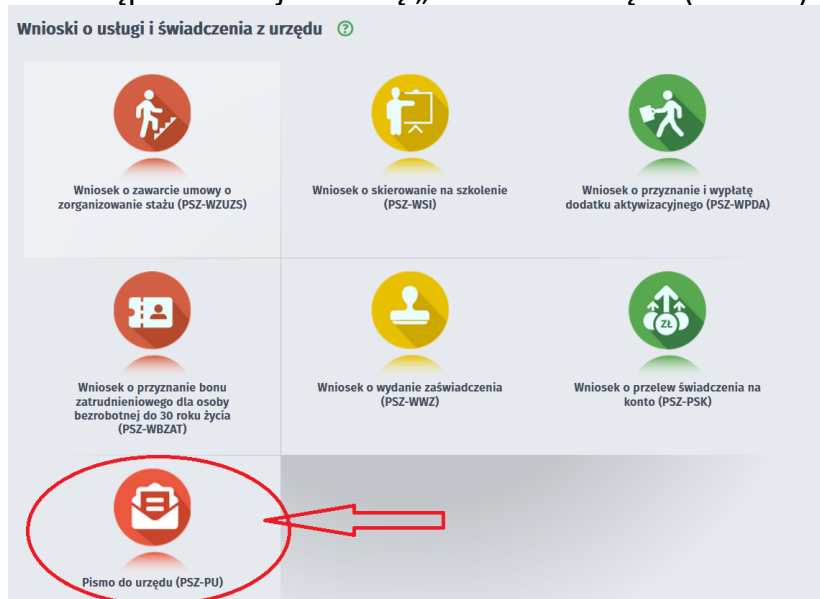 Wnioski o usługi i świadczenia z urzędu ?
Wniosek o zawarcie umowy o
zorganizowanie stażu (PSZ-WZUZS)
Wniosek o skierowanie na szkolenie
(PSZ-WSI)
Wniosek o przyznanie i wypłatę
dodatku aktywizacyjnego (PSZ-WPDA)
Wniosek o przyznanie bonu
zatrudnieniowego dla osoby
bezrobotnej do 30 roku życia
(PSZ-WBZAT)
Wniosek o wydanie zaświadczenia
(PSZ-WWZ)
ZŁ
Wniosek o przelew świadczenia na
konto (PSZ-PSK)
Pismo do urzędu (PSZ-PU)